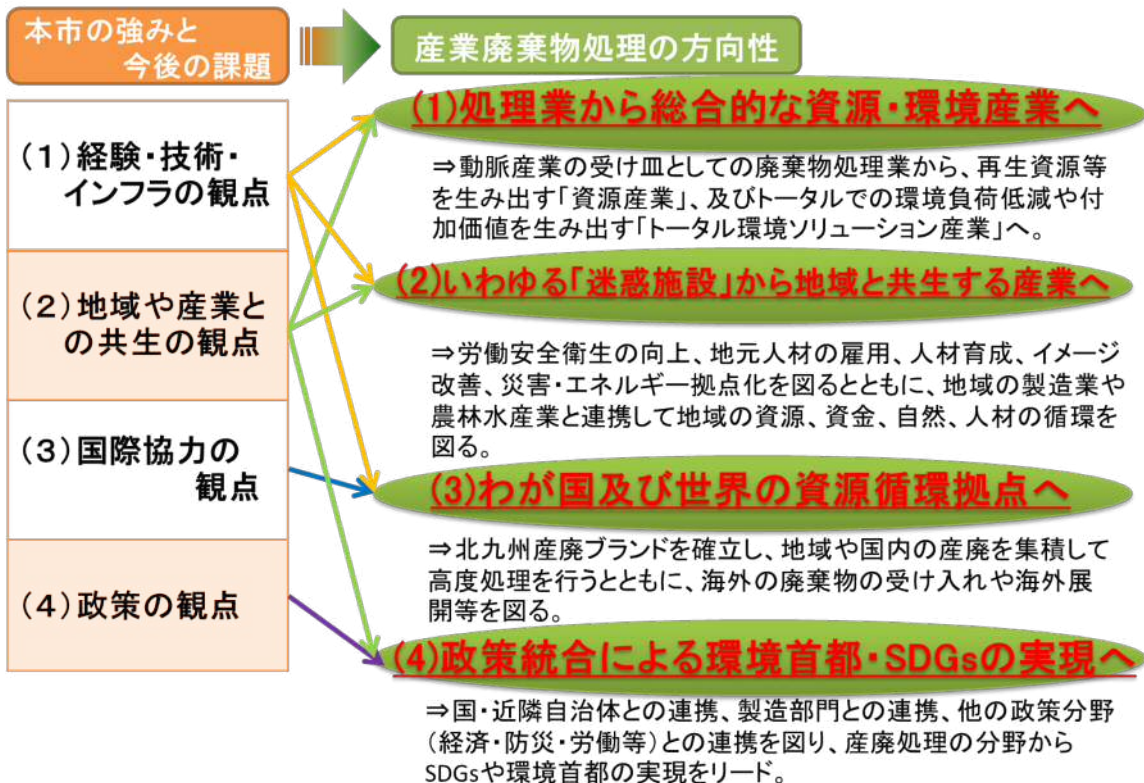 本市の強みと
今後の課題
産業廃棄物処理の方向性
(1)経験・技術・
インフラの観点
(2)地域や産業と
の共生の観点
(3)国際協力の
観点
(4)政策の観点
(1)処理業から総合的な資源・環境産業へ
⇒動脈産業の受け皿としての廃棄物処理業から、再生資源等
を生み出す「資源産業」、及びトータルでの環境負荷低減や付
加価値を生み出す「トータル環境ソリューション産業」へ。
(2)いわゆる「迷惑施設」から地域と共生する産業へ
⇒労働安全衛生の向上、地元人材の雇用、人材育成、イメージ
改善、災害・エネルギー拠点化を図るとともに、地域の製造業や
農林水産業と連携して地域の資源、資金、自然、人材の循環を
図る。
(3)わが国及び世界の資源循環拠点へ
⇒北九州産廃ブランドを確立し、地域や国内の産廃を集積して
高度処理を行うとともに、海外の廃棄物の受け入れや海外展
開等を図る。
(4)政策統合による環境首都・SDGsの実現へ
⇒国・近隣自治体との連携、製造部門との連携、他の政策分野
(経済・防災・労働等)との連携を図り、産廃処理の分野から
SDGsや環境首都の実現をリード。